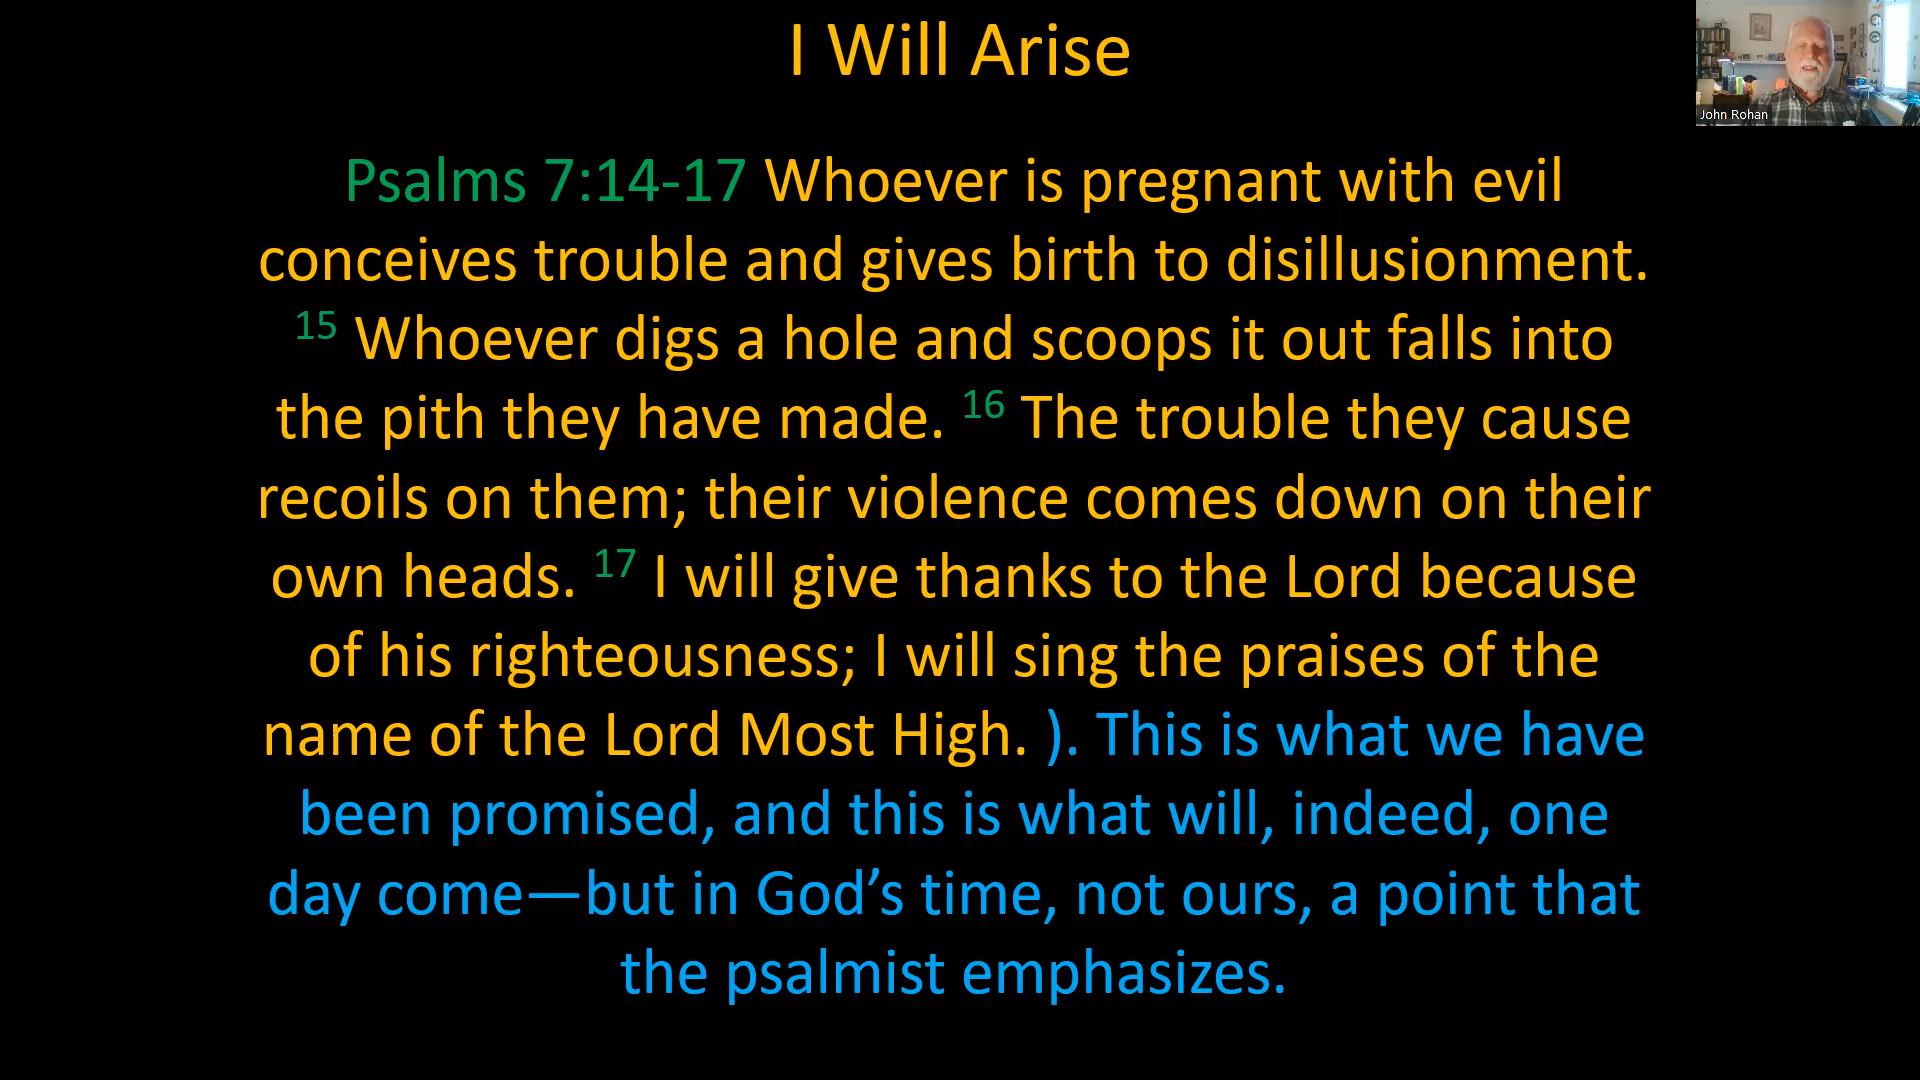 I Will Arise
John Rohan
Psalms 7:14-17 Whoever is pregnant with evil
conceives trouble and gives birth to disillusionment.
15 Whoever digs a hole and scoops it out falls into
the pith they have made. 16 The trouble they cause
recoils on them; their violence comes down on their
own heads. 17 I will give thanks to the Lord because
of his righteousness; I will sing the praises of the
name of the Lord Most High. ). This is what we have
been promised, and this is what will, indeed, one
day come—but in God’s time, not ours, a point that
the psalmist emphasizes.